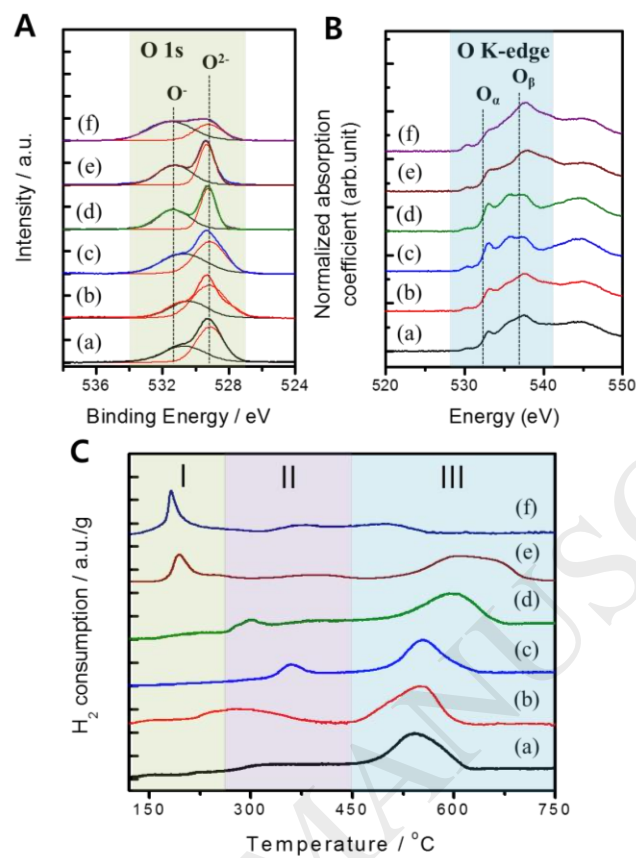 A
O 1s
O²⁻
O⁻
(f)
(e)
(d)
(c)
(b)
(a)
Intensity / a.u.
536 532 528 524
Binding Energy / eV
B
O K-edge
Oα
Oβ
(f)
(e)
(d)
(c)
(b)
(a)
Normalized absorption
coefficient (arb.unit)
520 530 540 550
Energy (eV)
C
I II III
(f)
(e)
(d)
(c)
(b)
(a)
H₂ consumption / a.u./g
150 300 450 600 750
Temperature / °C
MANUSC